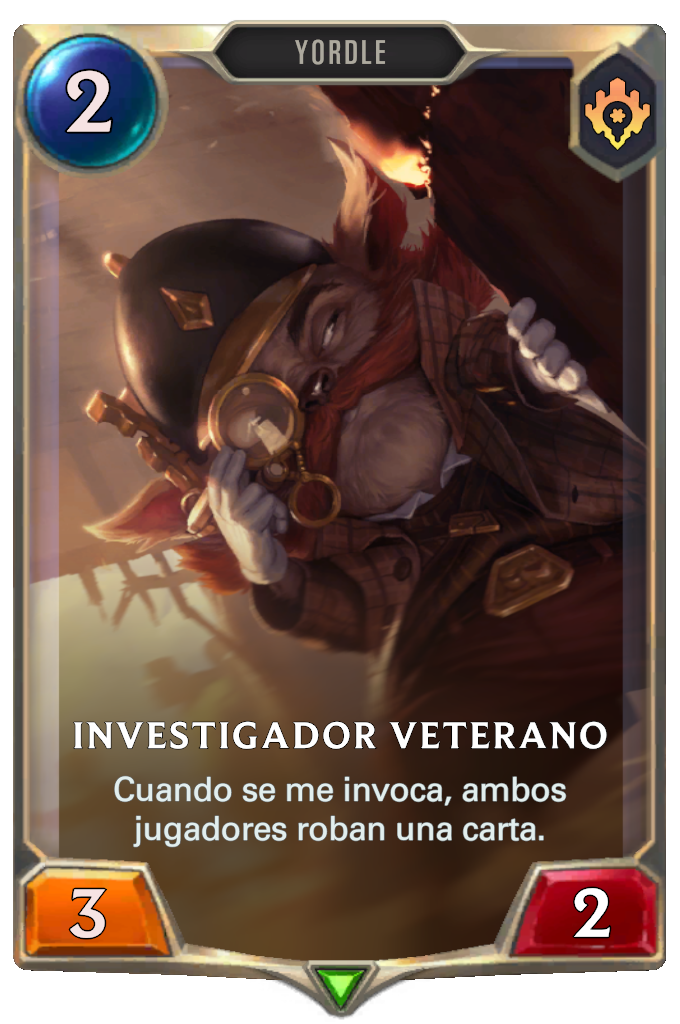 YORDLE
2
INVESTIGADOR VETERANO
Cuando se me invoca, ambos
jugadores roban una carta.
3
2